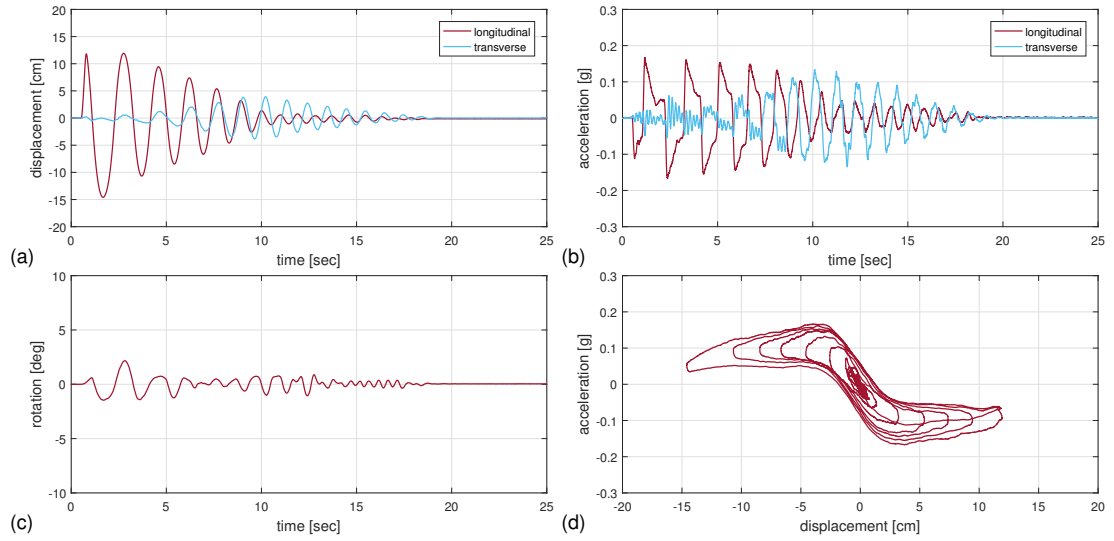 20
15
10
5
0
-5
-10
-15
-20
displacement [cm]
longitudinal
transverse
0 5 10 15 20 25
time [sec]
(a)
0.3
0.2
0.1
0
-0.1
-0.2
-0.3
acceleration [g]
longitudinal
transverse
0 5 10 15 20 25
time [sec]
(b)
10
5
0
-5
-10
rotation [deg]
0 5 10 15 20 25
time [sec]
(c)
0.3
0.2
0.1
0
-0.1
-0.2
-0.3
acceleration [g]
-20 -15 -10 -5 0 5 10 15 20
displacement [cm]
(d)